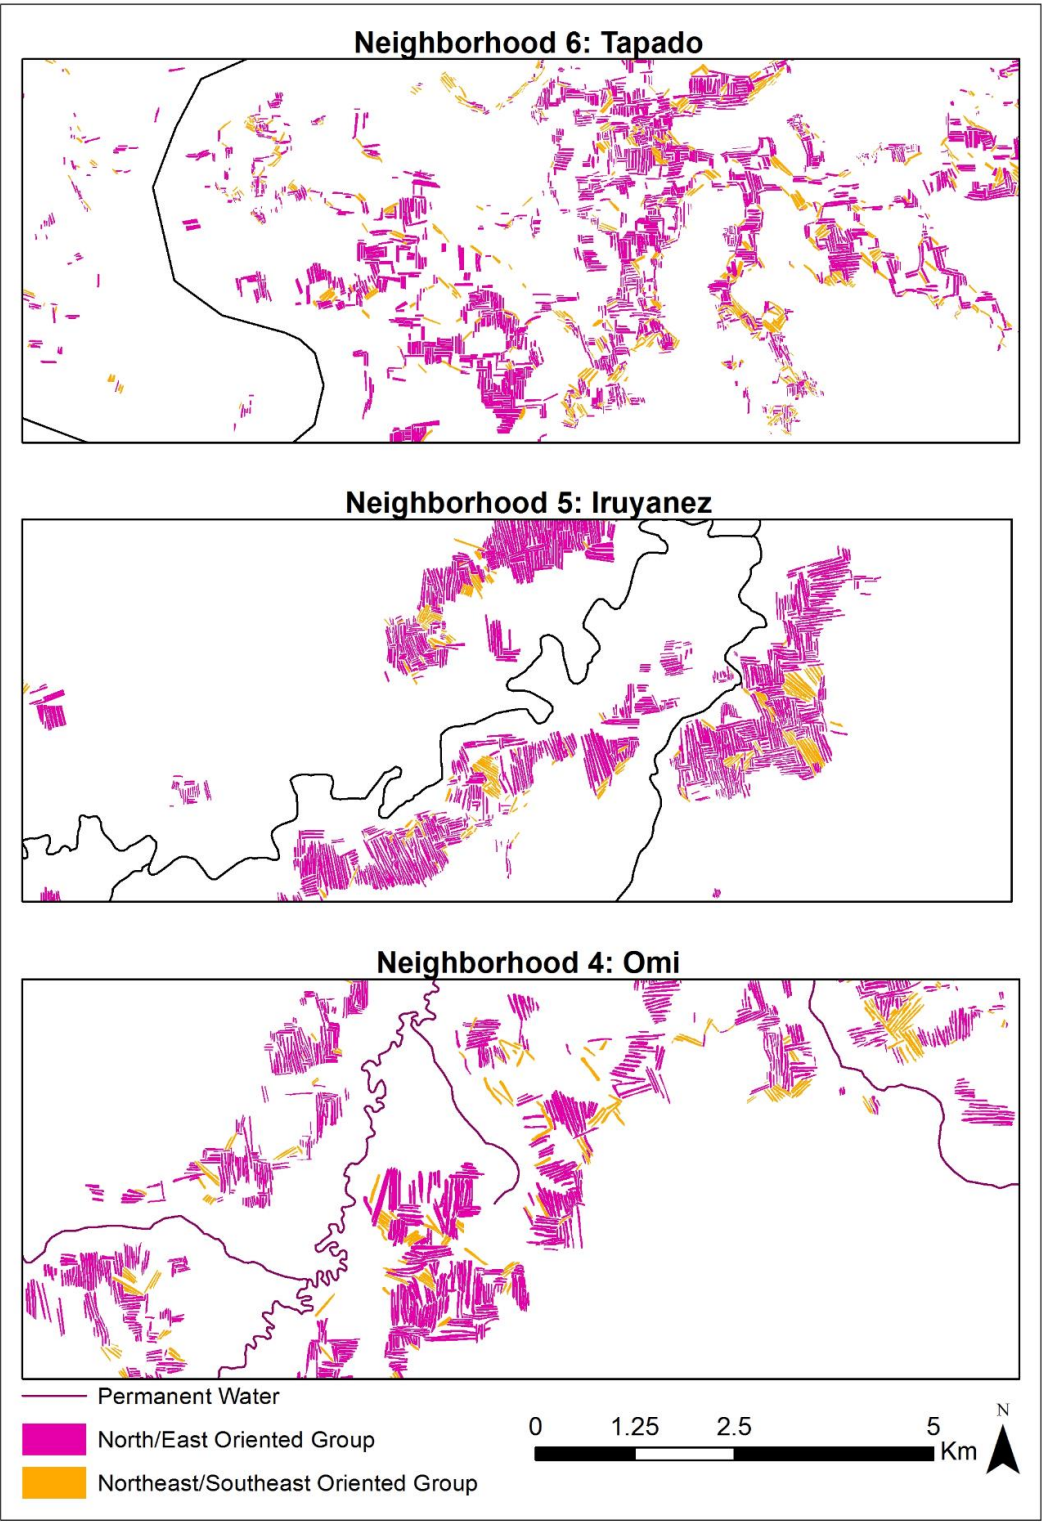 Neighborhood 6: Tapado
Neighborhood 5: Iruyanez
Neighborhood 4: Omi
Permanent Water
North/East Oriented Group
Northeast/Southeast Oriented Group
0 1.25 2.5 5
Km
N